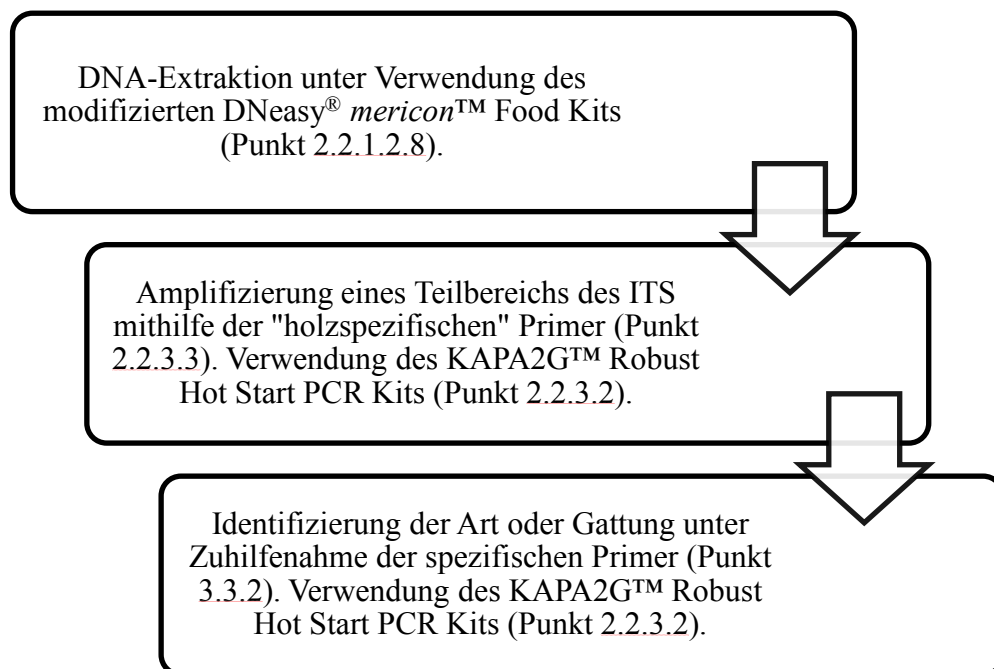 DNA-Extraktion unter Verwendung des
modifizierten DNeasy® mericon™ Food Kits
(Punkt 2.2.1.2.8).
Amplifizierung eines Teilbereichs des ITS
mithilfe der "holzspezifischen" Primer (Punkt
2.2.3.3). Verwendung des KAPA2G™ Robust
Hot Start PCR Kits (Punkt 2.2.3.2).
Identifizierung der Art oder Gattung unter
Zuhilfenahme der spezifischen Primer (Punkt
3.3.2). Verwendung des KAPA2G™ Robust
Hot Start PCR Kits (Punkt 2.2.3.2).